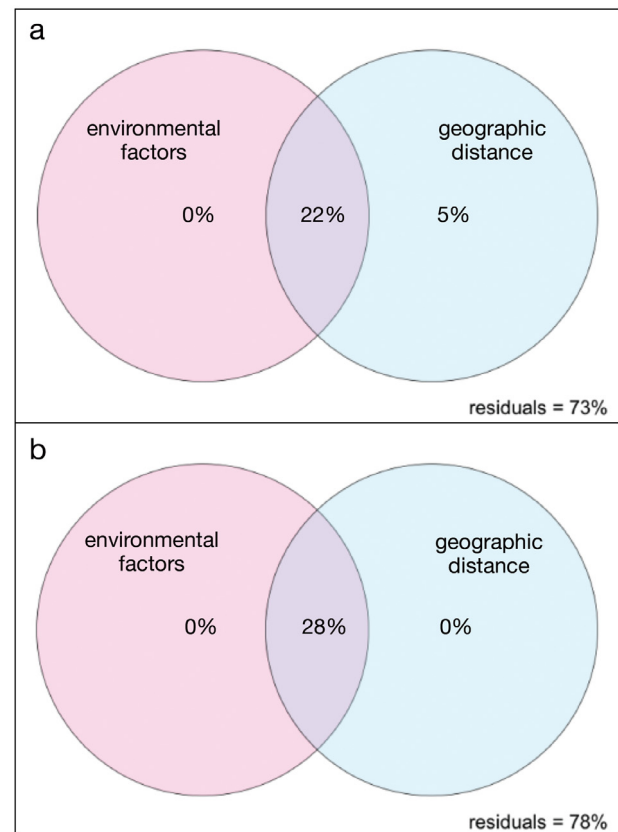 a
environmental
factors
geographic
distance
0%
22%
5%
residuals = 73%
b
environmental
factors
geographic
distance
0%
28%
0%
residuals = 78%